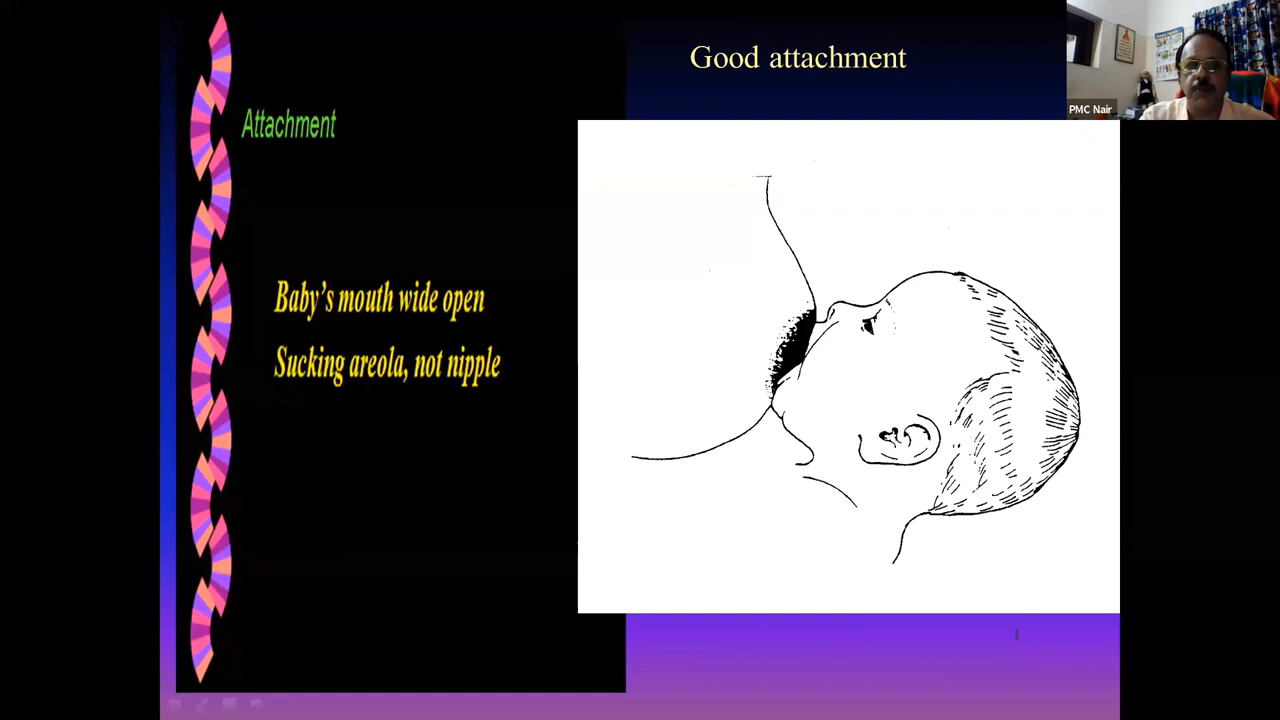 Good attachment
PMC Nair
Attachment
Baby's mouth wide open
Sucking areola, not nipple